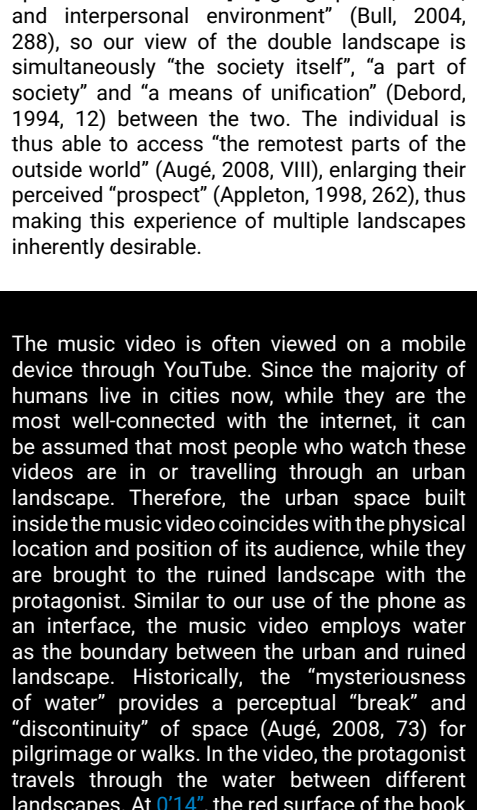 and interpersonal environment” (Bull, 2004,
288), so our view of the double landscape is
simultaneously “the society itself”, “a part of
society” and “a means of unification” (Debord,
1994, 12) between the two. The individual is
thus able to access “the remotest parts of the
outside world” (Augé, 2008, VIII), enlarging their
perceived “prospect” (Appleton, 1998, 262), thus
making this experience of multiple landscapes
inherently desirable.
The music video is often viewed on a mobile
device through YouTube. Since the majority of
humans live in cities now, while they are the
most well-connected with the internet, it can
be assumed that most people who watch these
videos are in or travelling through an urban
landscape. Therefore, the urban space built
inside the music video coincides with the physical
location and position of its audience, while they
are brought to the ruined landscape with the
protagonist. Similar to our use of the phone as
an interface, the music video employs water
as the boundary between the urban and ruined
landscape. Historically, the “mysteriousness
of water” provides a perceptual “break” and
“discontinuity” of space (Augé, 2008, 73) for
pilgrimage or walks. In the video, the protagonist
travels through the water between different
landscapes. At 0’14”, the red surface of the book